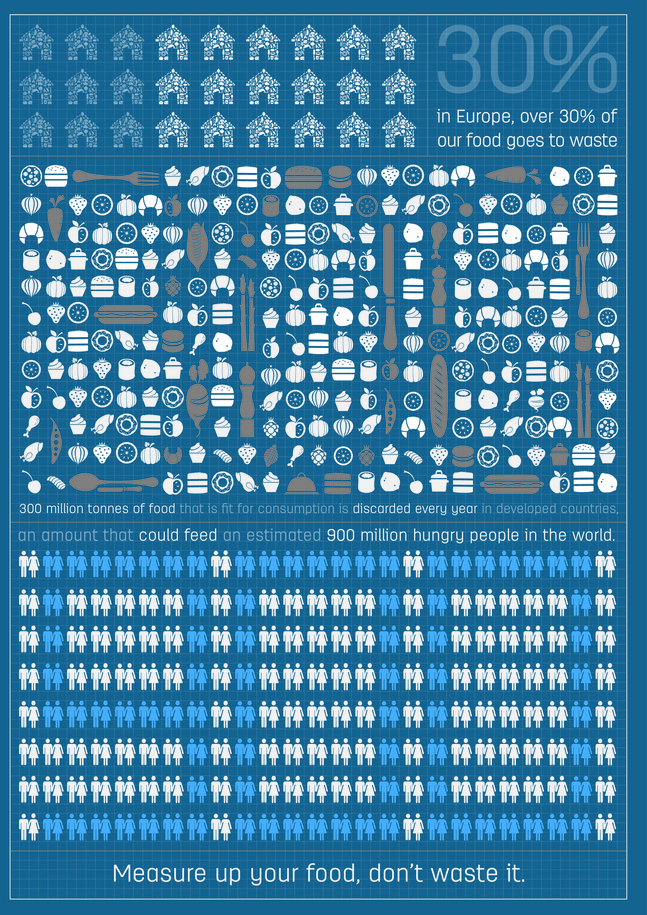 30%
in Europe, over 30% of
our food goes to waste
300 million tonnes of food that is fit for consumption is discarded every year in developed countries,
an amount that could feed an estimated 900 million hungry people in the world.
Measure up your food, don't waste it.